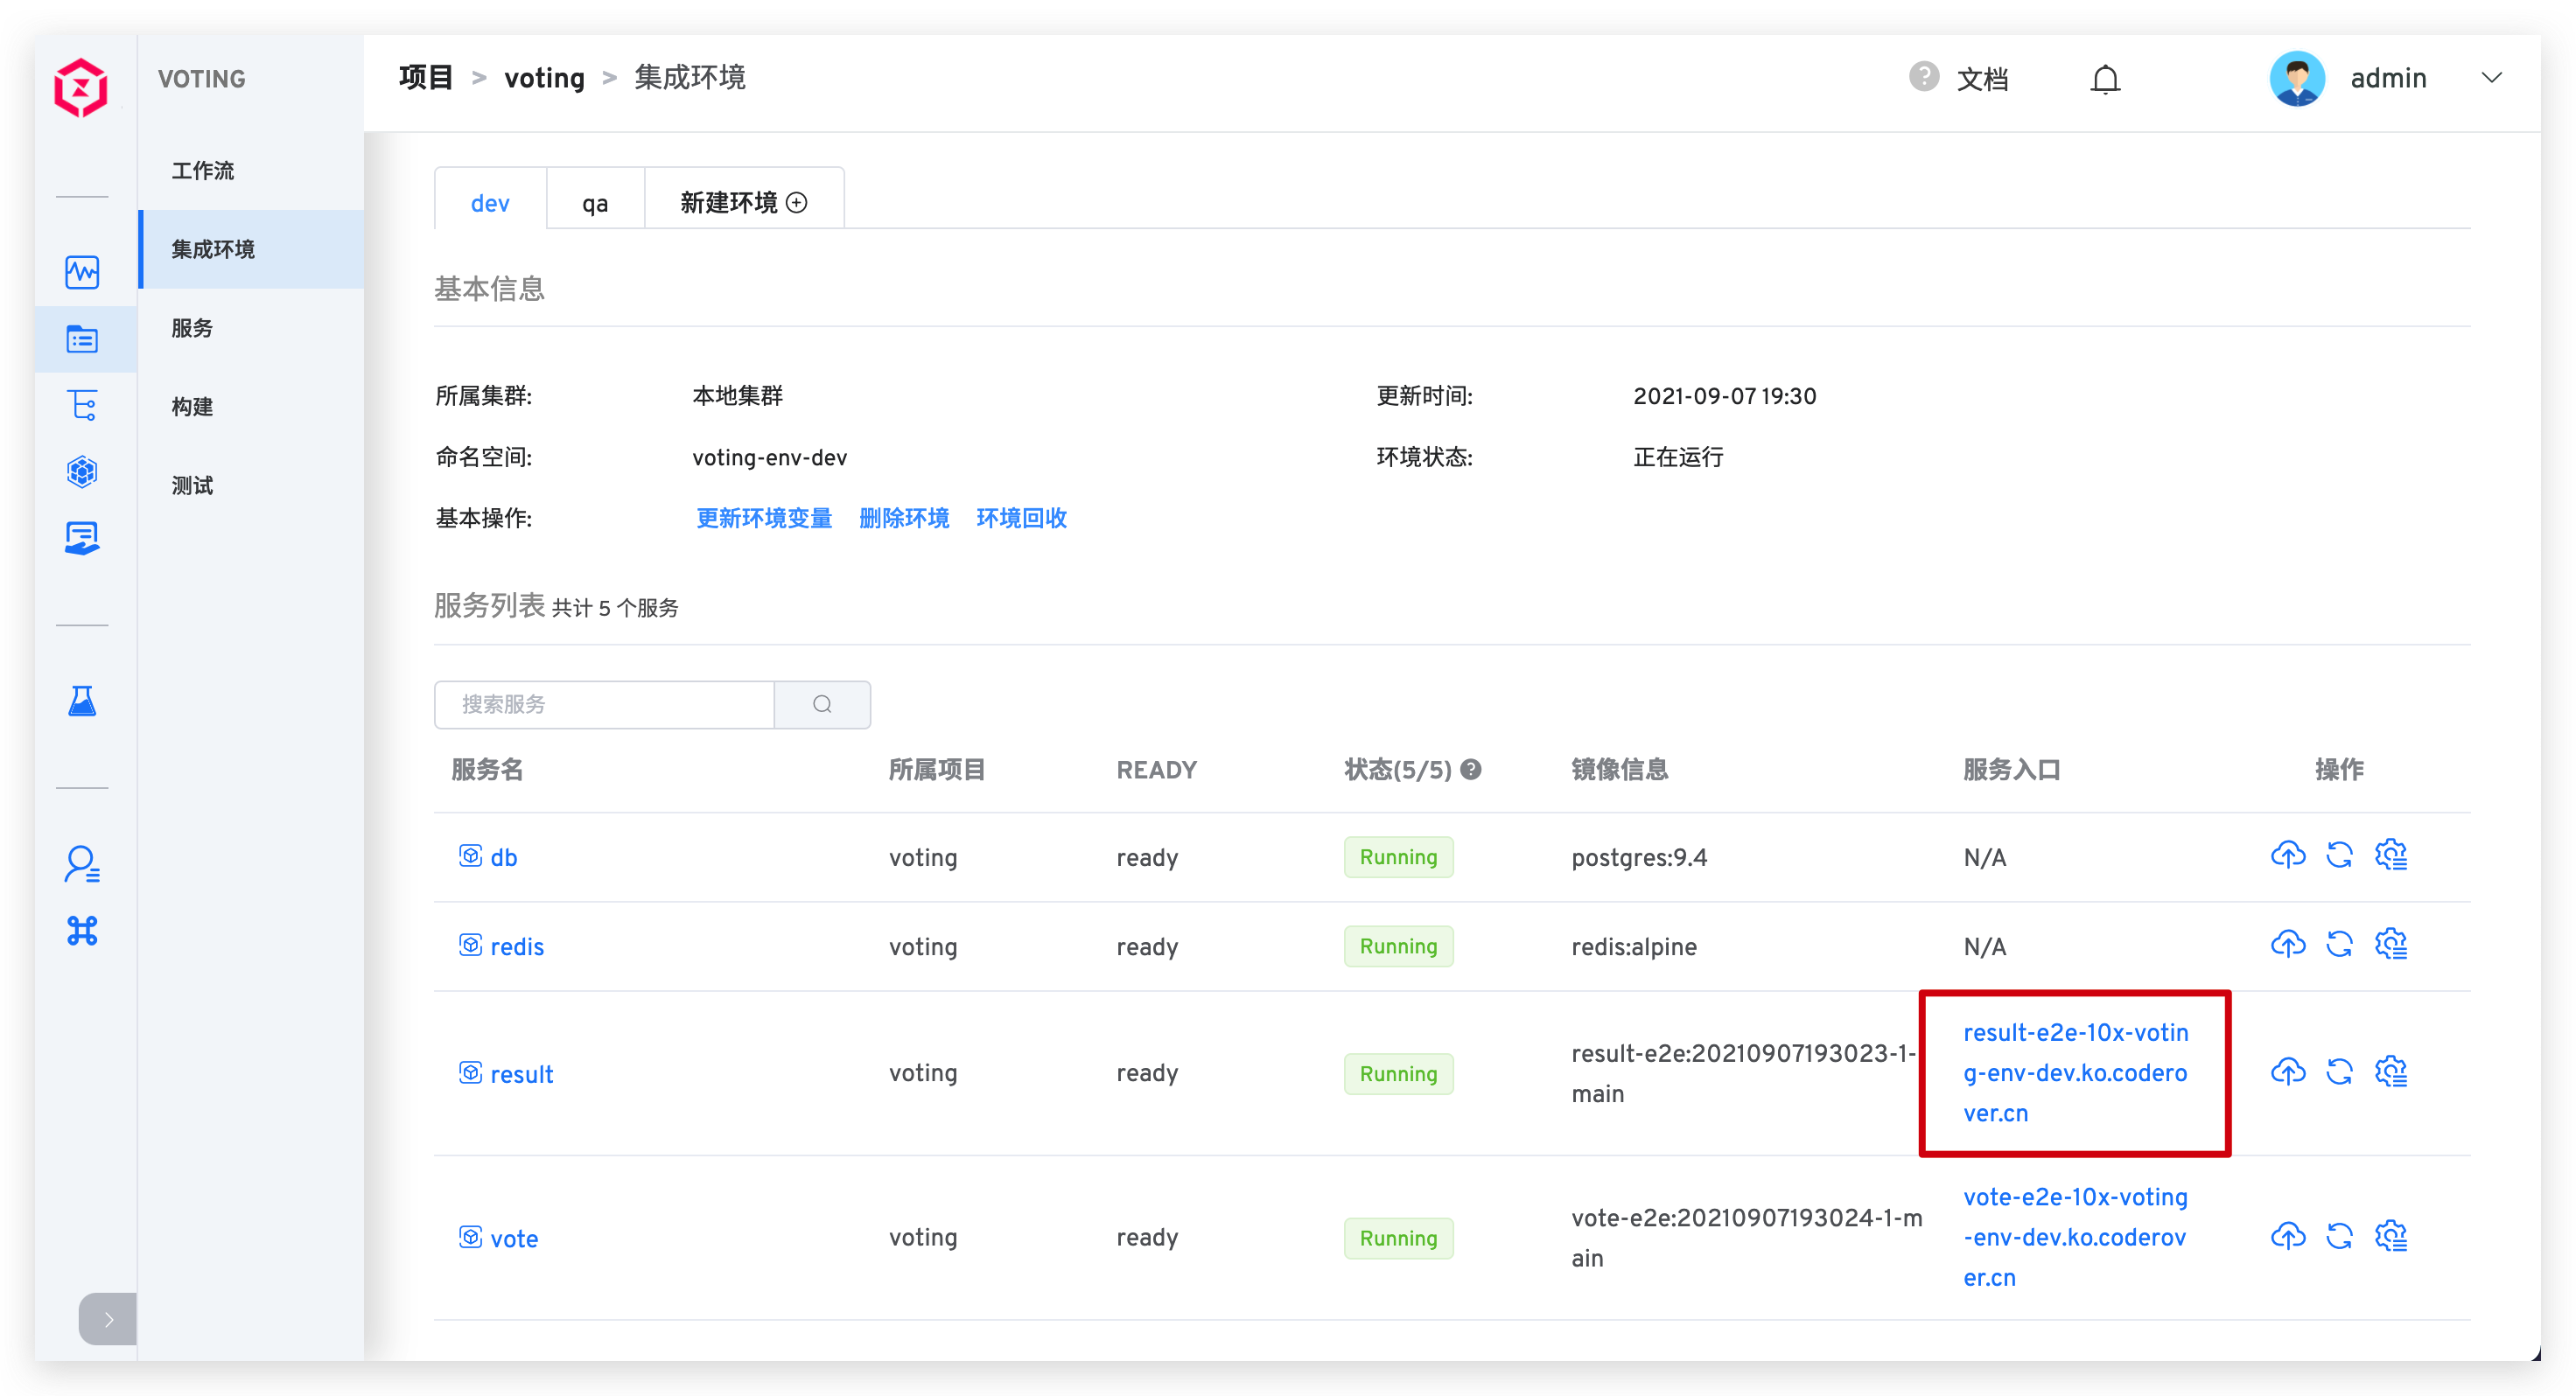 VOTING
项目 > voting > 集成环境
? 文档
admin
工作流
集成环境
服务
构建
测试
dev
qa
新建环境
基本信息
所属集群:
本地集群
更新时间:
2021-09-07 19:30
命名空间:
voting-env-dev
环境状态:
正在运行
基本操作:
更新环境变量 删除环境 环境回收
服务列表 共计 5 个服务
搜索服务
服务名
所属项目
READY
状态(5/5) ?
镜像信息
服务入口
操作
db
voting
ready
Running
postgres:9.4
N/A
redis
voting
ready
Running
redis:alpine
N/A
result
voting
ready
Running
result-e2e:20210907193023-1-
main
result-e2e-10x-votin
g-env-dev.ko.codero
ver.cn
vote
voting
ready
Running
vote-e2e:20210907193024-1-m
ain
vote-e2e-10x-voting
-env-dev.ko.coderov
er.cn